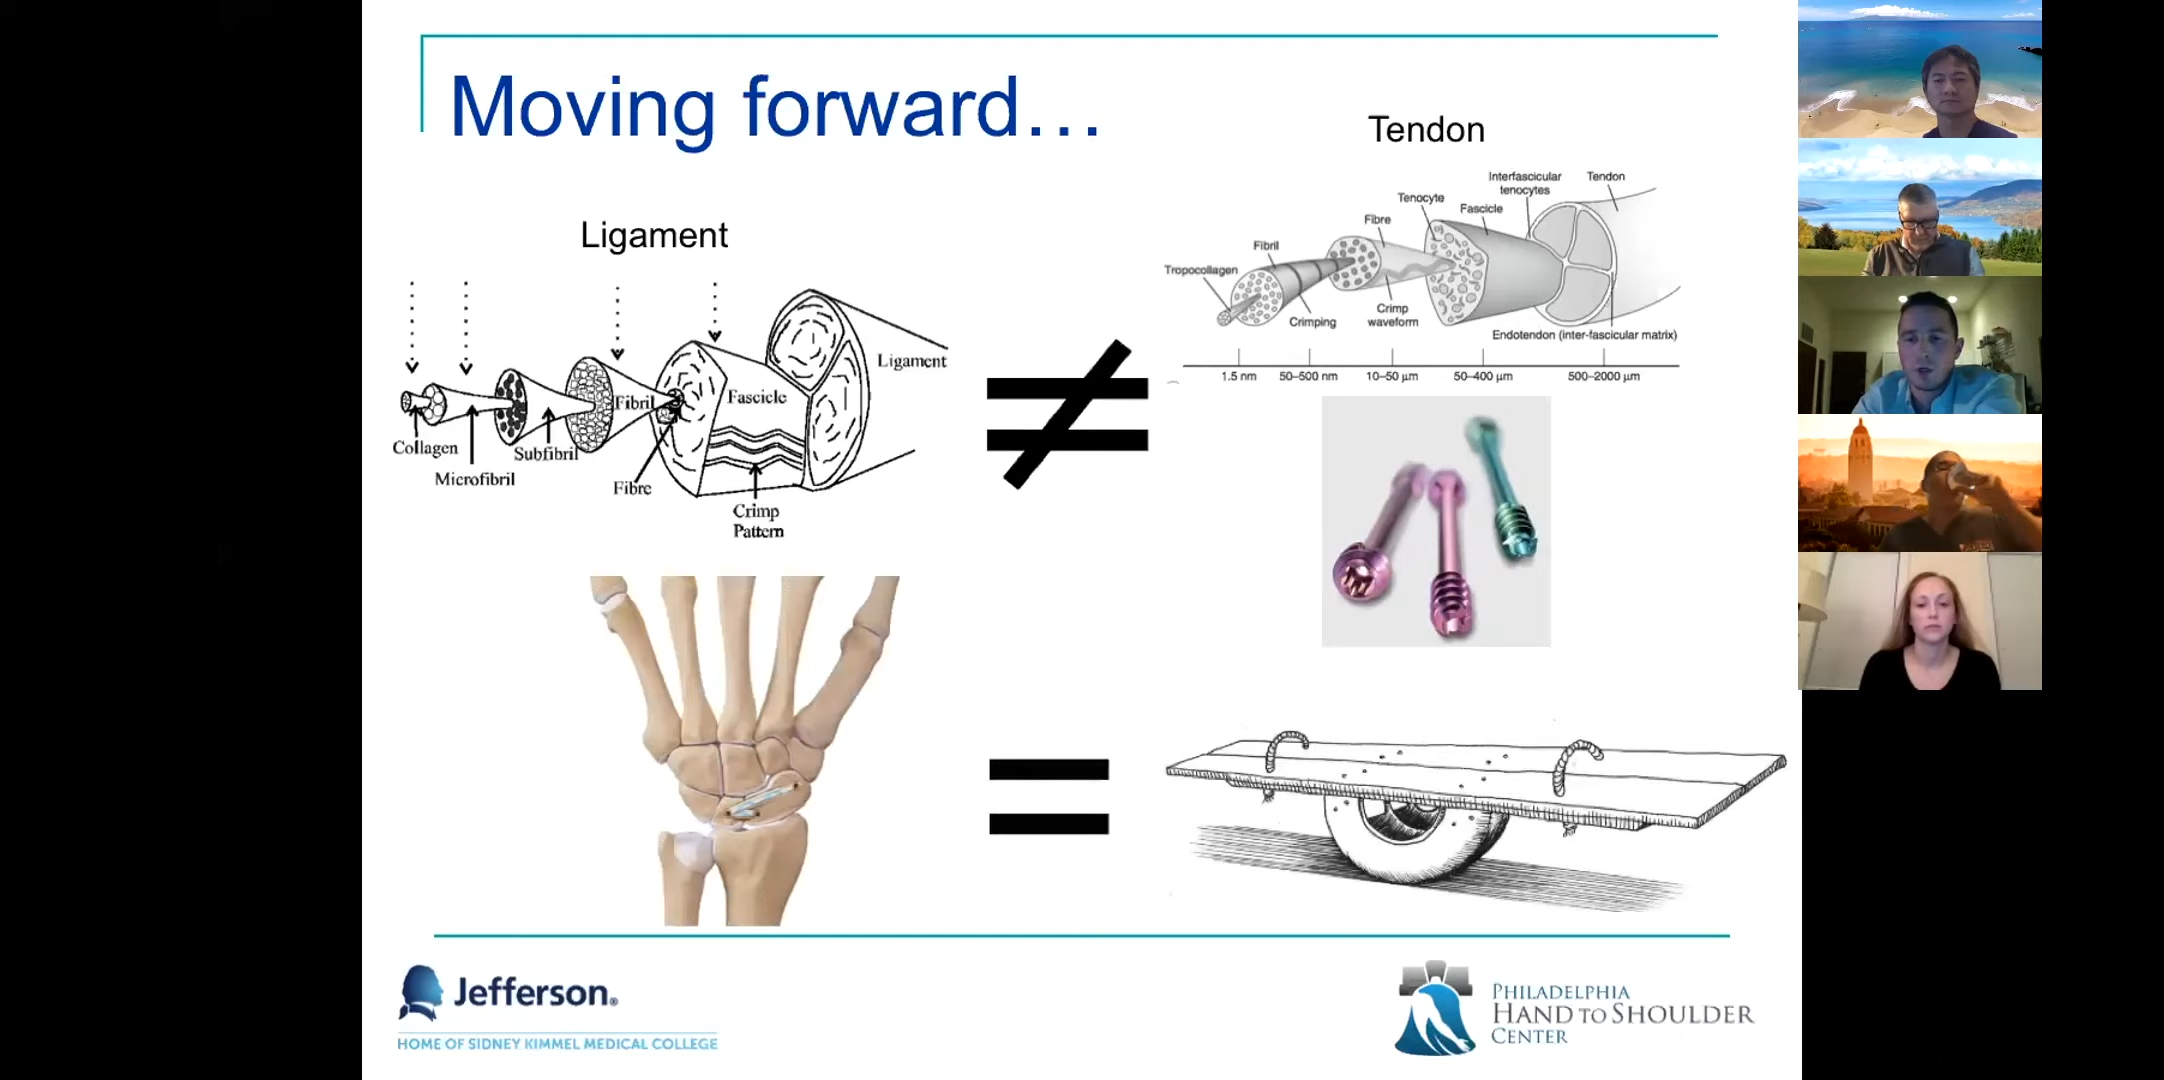 Moving forward…
Ligament
Collagen
Microfibril
Subfibril
Fibril
Fibre
Fascicle
Crimp
Pattern
Ligament
Tendon
Tropocollagen
Fibril
Crimping
Fibre
Crimp
waveform
Tenocyte
Fascicle
Interfascicular
tenocytes
Tendon
Endotendon (inter-fascicular matrix)
1.5 nm 50–500 nm 10–50 µm 50–400 µm 500–2000 µm
Jefferson®
HOME OF SIDNEY KIMMEL MEDICAL COLLEGE
PHILADELPHIA
HAND TO SHOULDER
CENTER